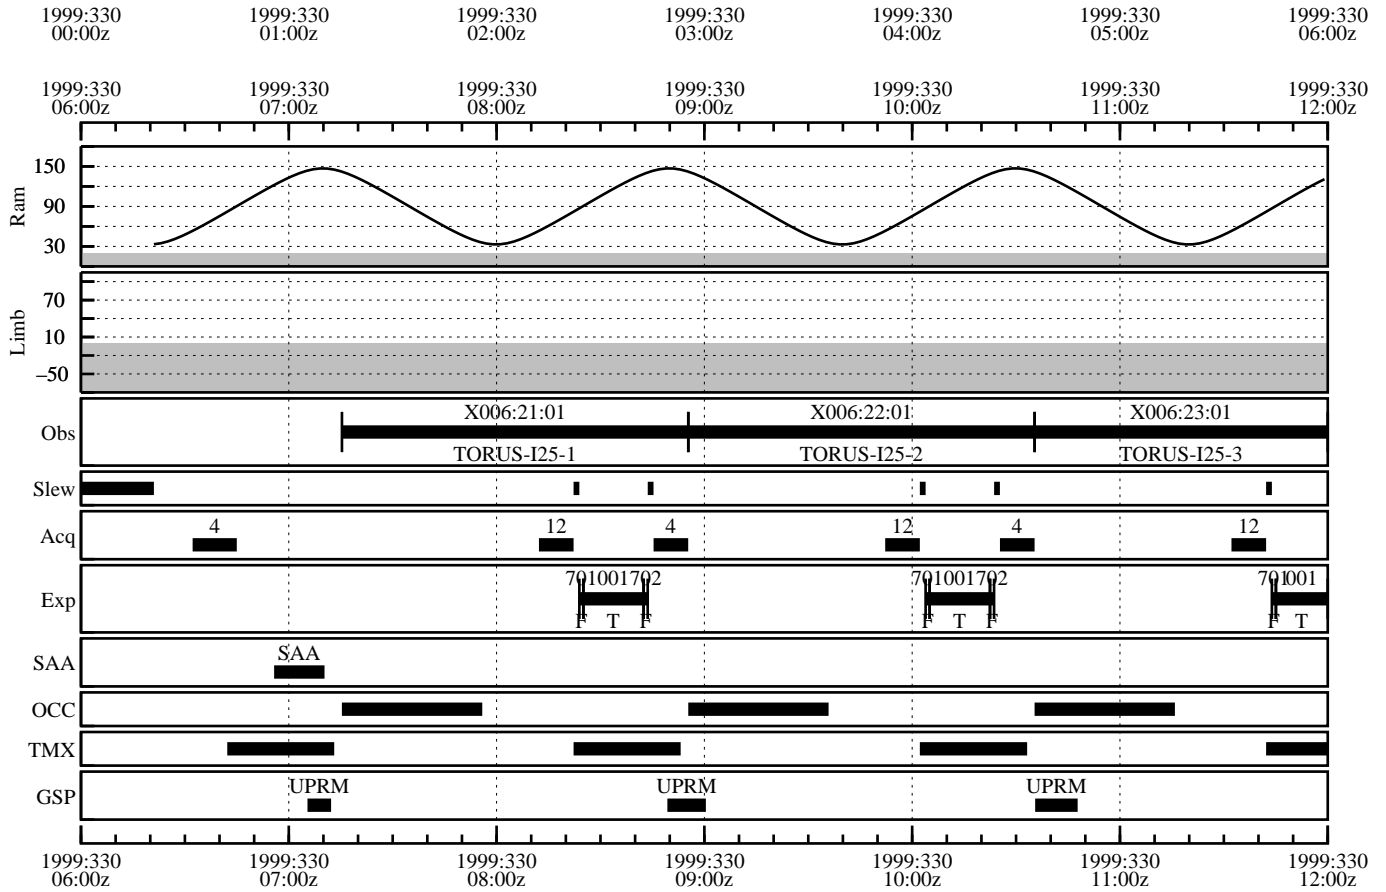 1999:330 1999:330 1999:330 1999:330 1999:330 1999:330 1999:330
00:00z 01:00z 02:00z 03:00z 04:00z 05:00z 06:00z
1999:330 1999:330 1999:330 1999:330 1999:330 1999:330 1999:330
06:00z 07:00z 08:00z 09:00z 10:00z 11:00z 12:00z
Ram
150
90
30
Limb
70
10
−50
X006:21:01 X006:22:01 X006:23:01
Obs
TORUS-I25-1 TORUS-I25-2 TORUS-I25-3
Slew
Acq
4 12 4 12 4 12
701001702 701001702 701001
Exp
F T F F T F F T
SAA
SAA
OCC
TMX
UPRM UPRM UPRM
GSP
1999:330 1999:330 1999:330 1999:330 1999:330 1999:330 1999:330
06:00z 07:00z 08:00z 09:00z 10:00z 11:00z 12:00z